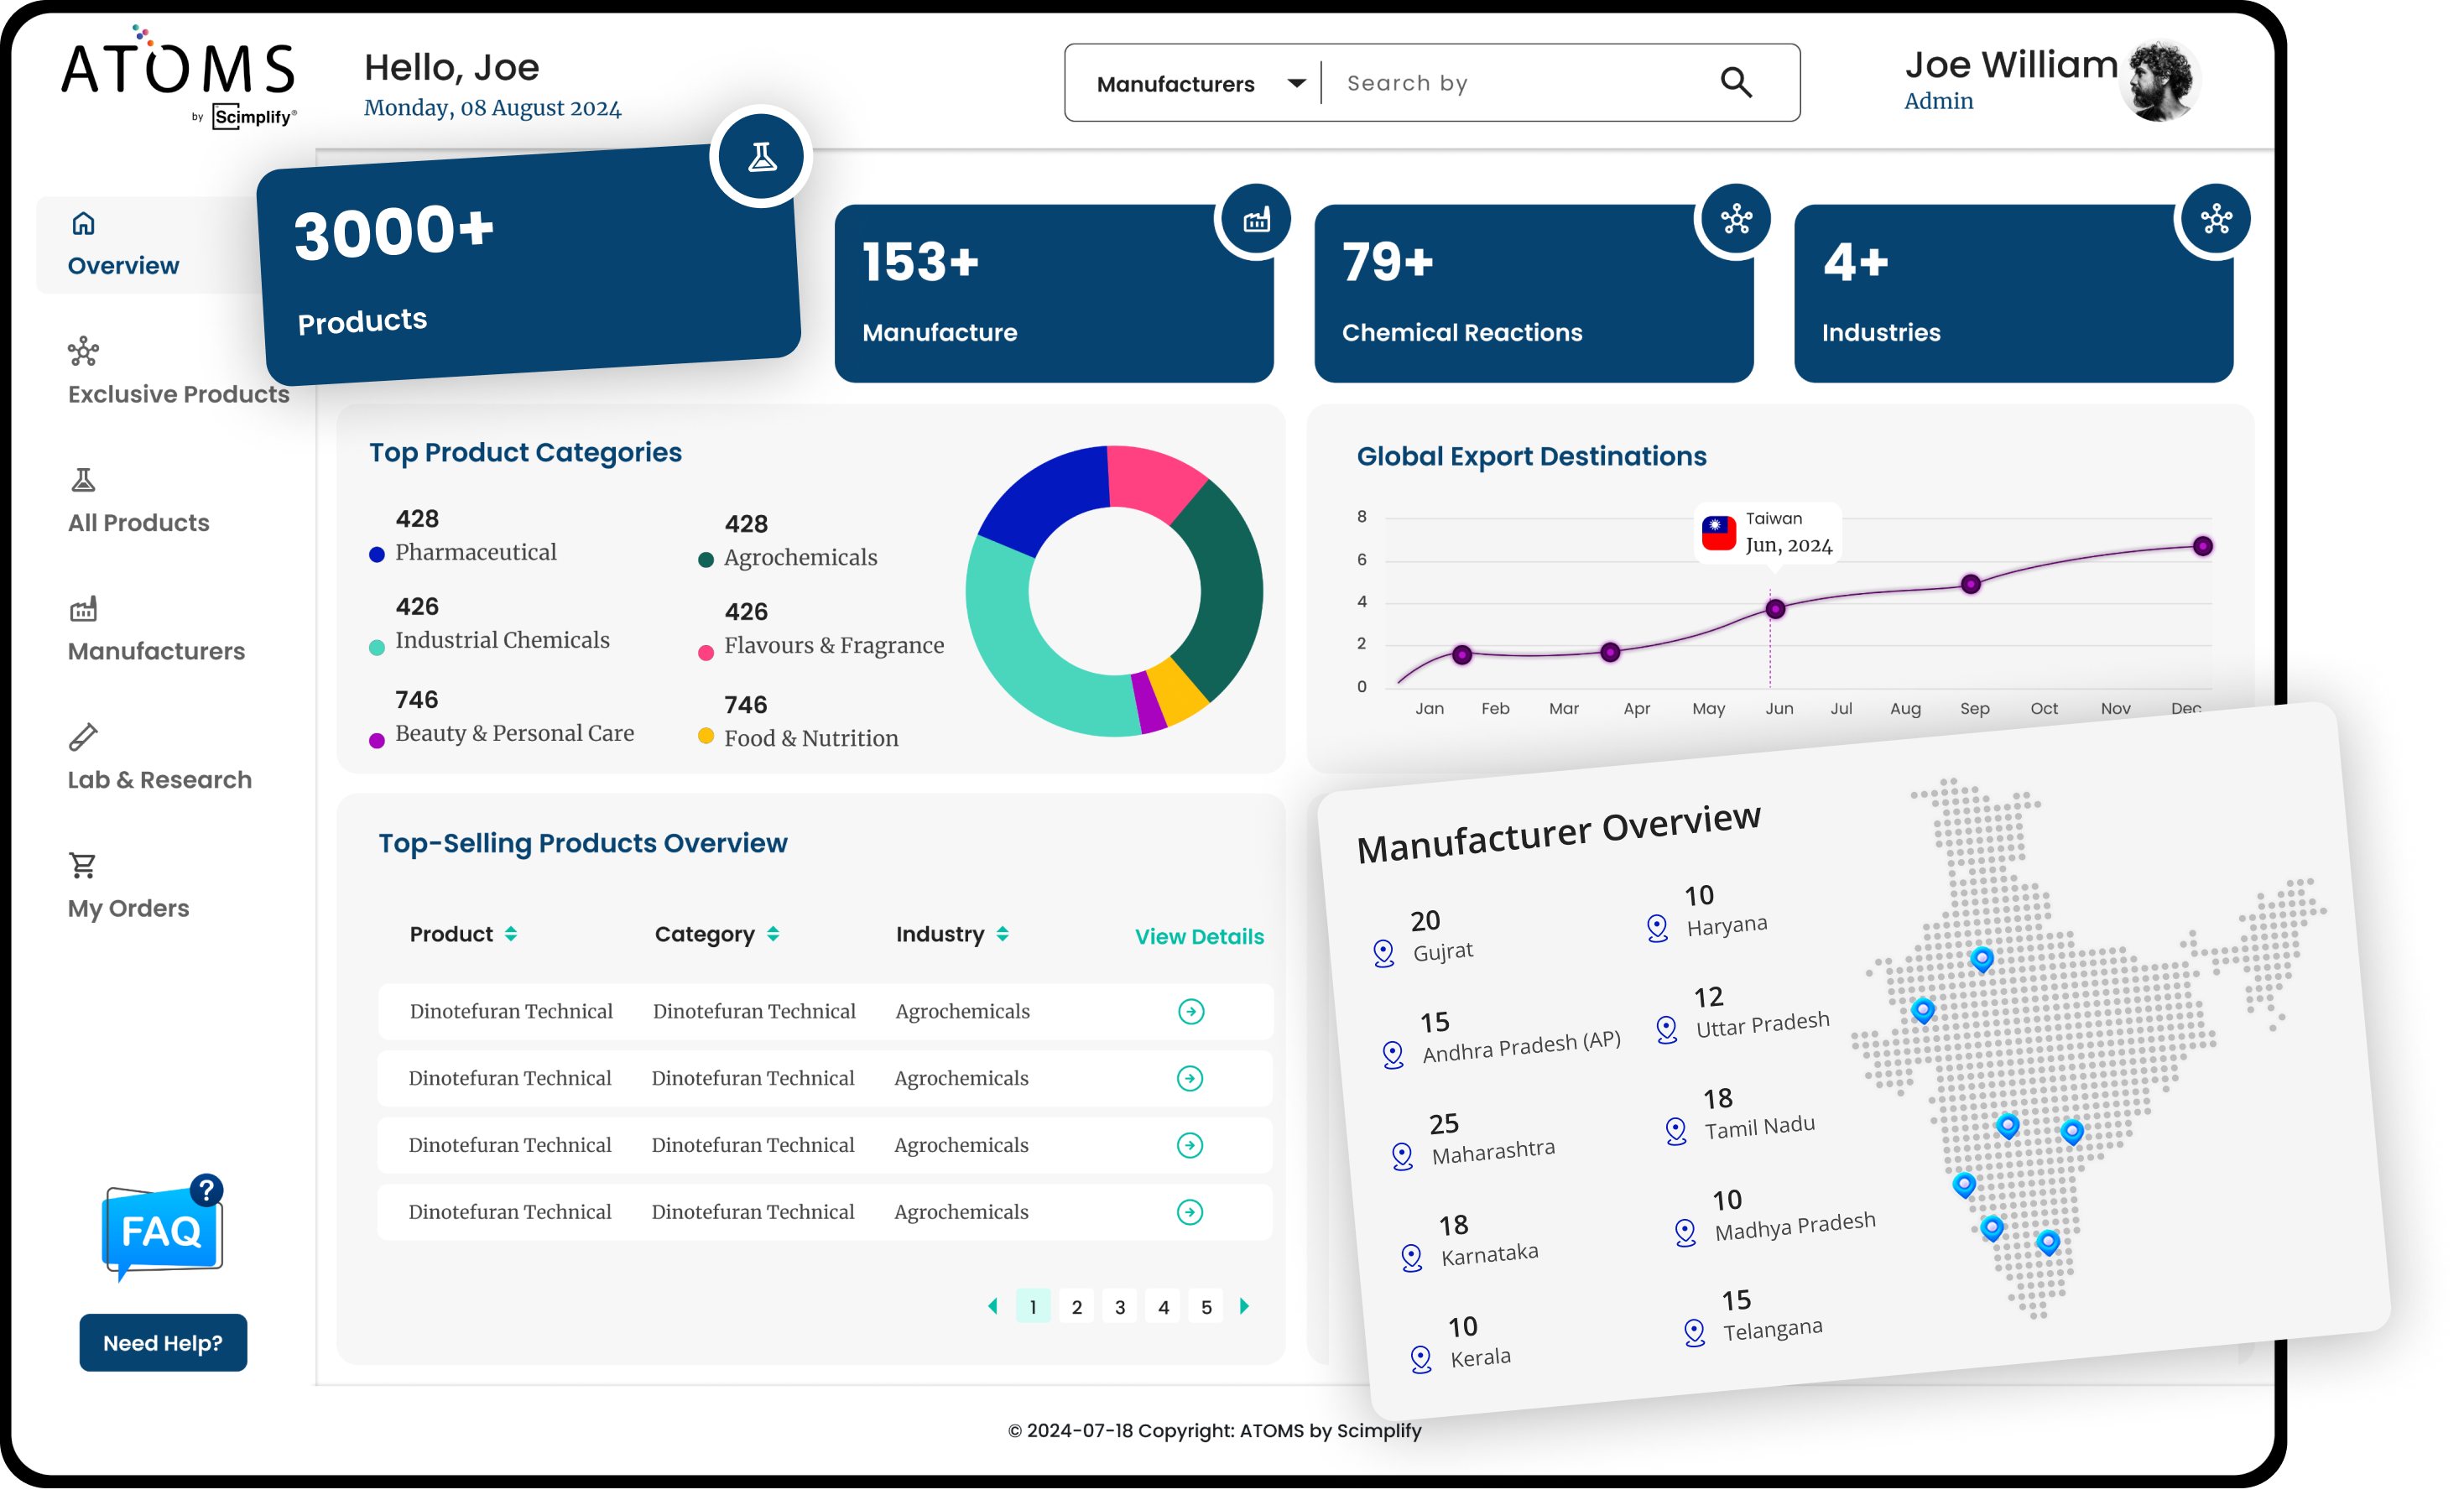 ATOMS
by Scimplify®
Hello, Joe
Monday, 08 August 2024
Manufacturers
Search by
Joe William
Admin
Overview
Exclusive Products
All Products
Manufacturers
Lab & Research
My Orders
?
FAQ
Need Help?
3000+
Products
153+
Manufacture
79+
Chemical Reactions
4+
Industries
Top Product Categories
428
Pharmaceutical
428
Agrochemicals
426
Industrial Chemicals
426
Flavours & Fragrance
746
Beauty & Personal Care
746
Food & Nutrition
Global Export Destinations
8
6
4
2
0
Taiwan
Jun, 2024
Jan Feb Mar Apr May Jun Jul Aug Sep Oct Nov Dec
Top-Selling Products Overview
Product Category Industry View Details
Dinotefuran Technical Dinotefuran Technical Agrochemicals
Dinotefuran Technical Dinotefuran Technical Agrochemicals
Dinotefuran Technical Dinotefuran Technical Agrochemicals
Dinotefuran Technical Dinotefuran Technical Agrochemicals
1 2 3 4 5
Manufacturer Overview
20
Gujrat
10
Haryana
15
Andhra Pradesh (AP)
12
Uttar Pradesh
25
Maharashtra
18
Tamil Nadu
18
Karnataka
10
Madhya Pradesh
10
Kerala
15
Telangana
© 2024-07-18 Copyright: ATOMS by Scimplify